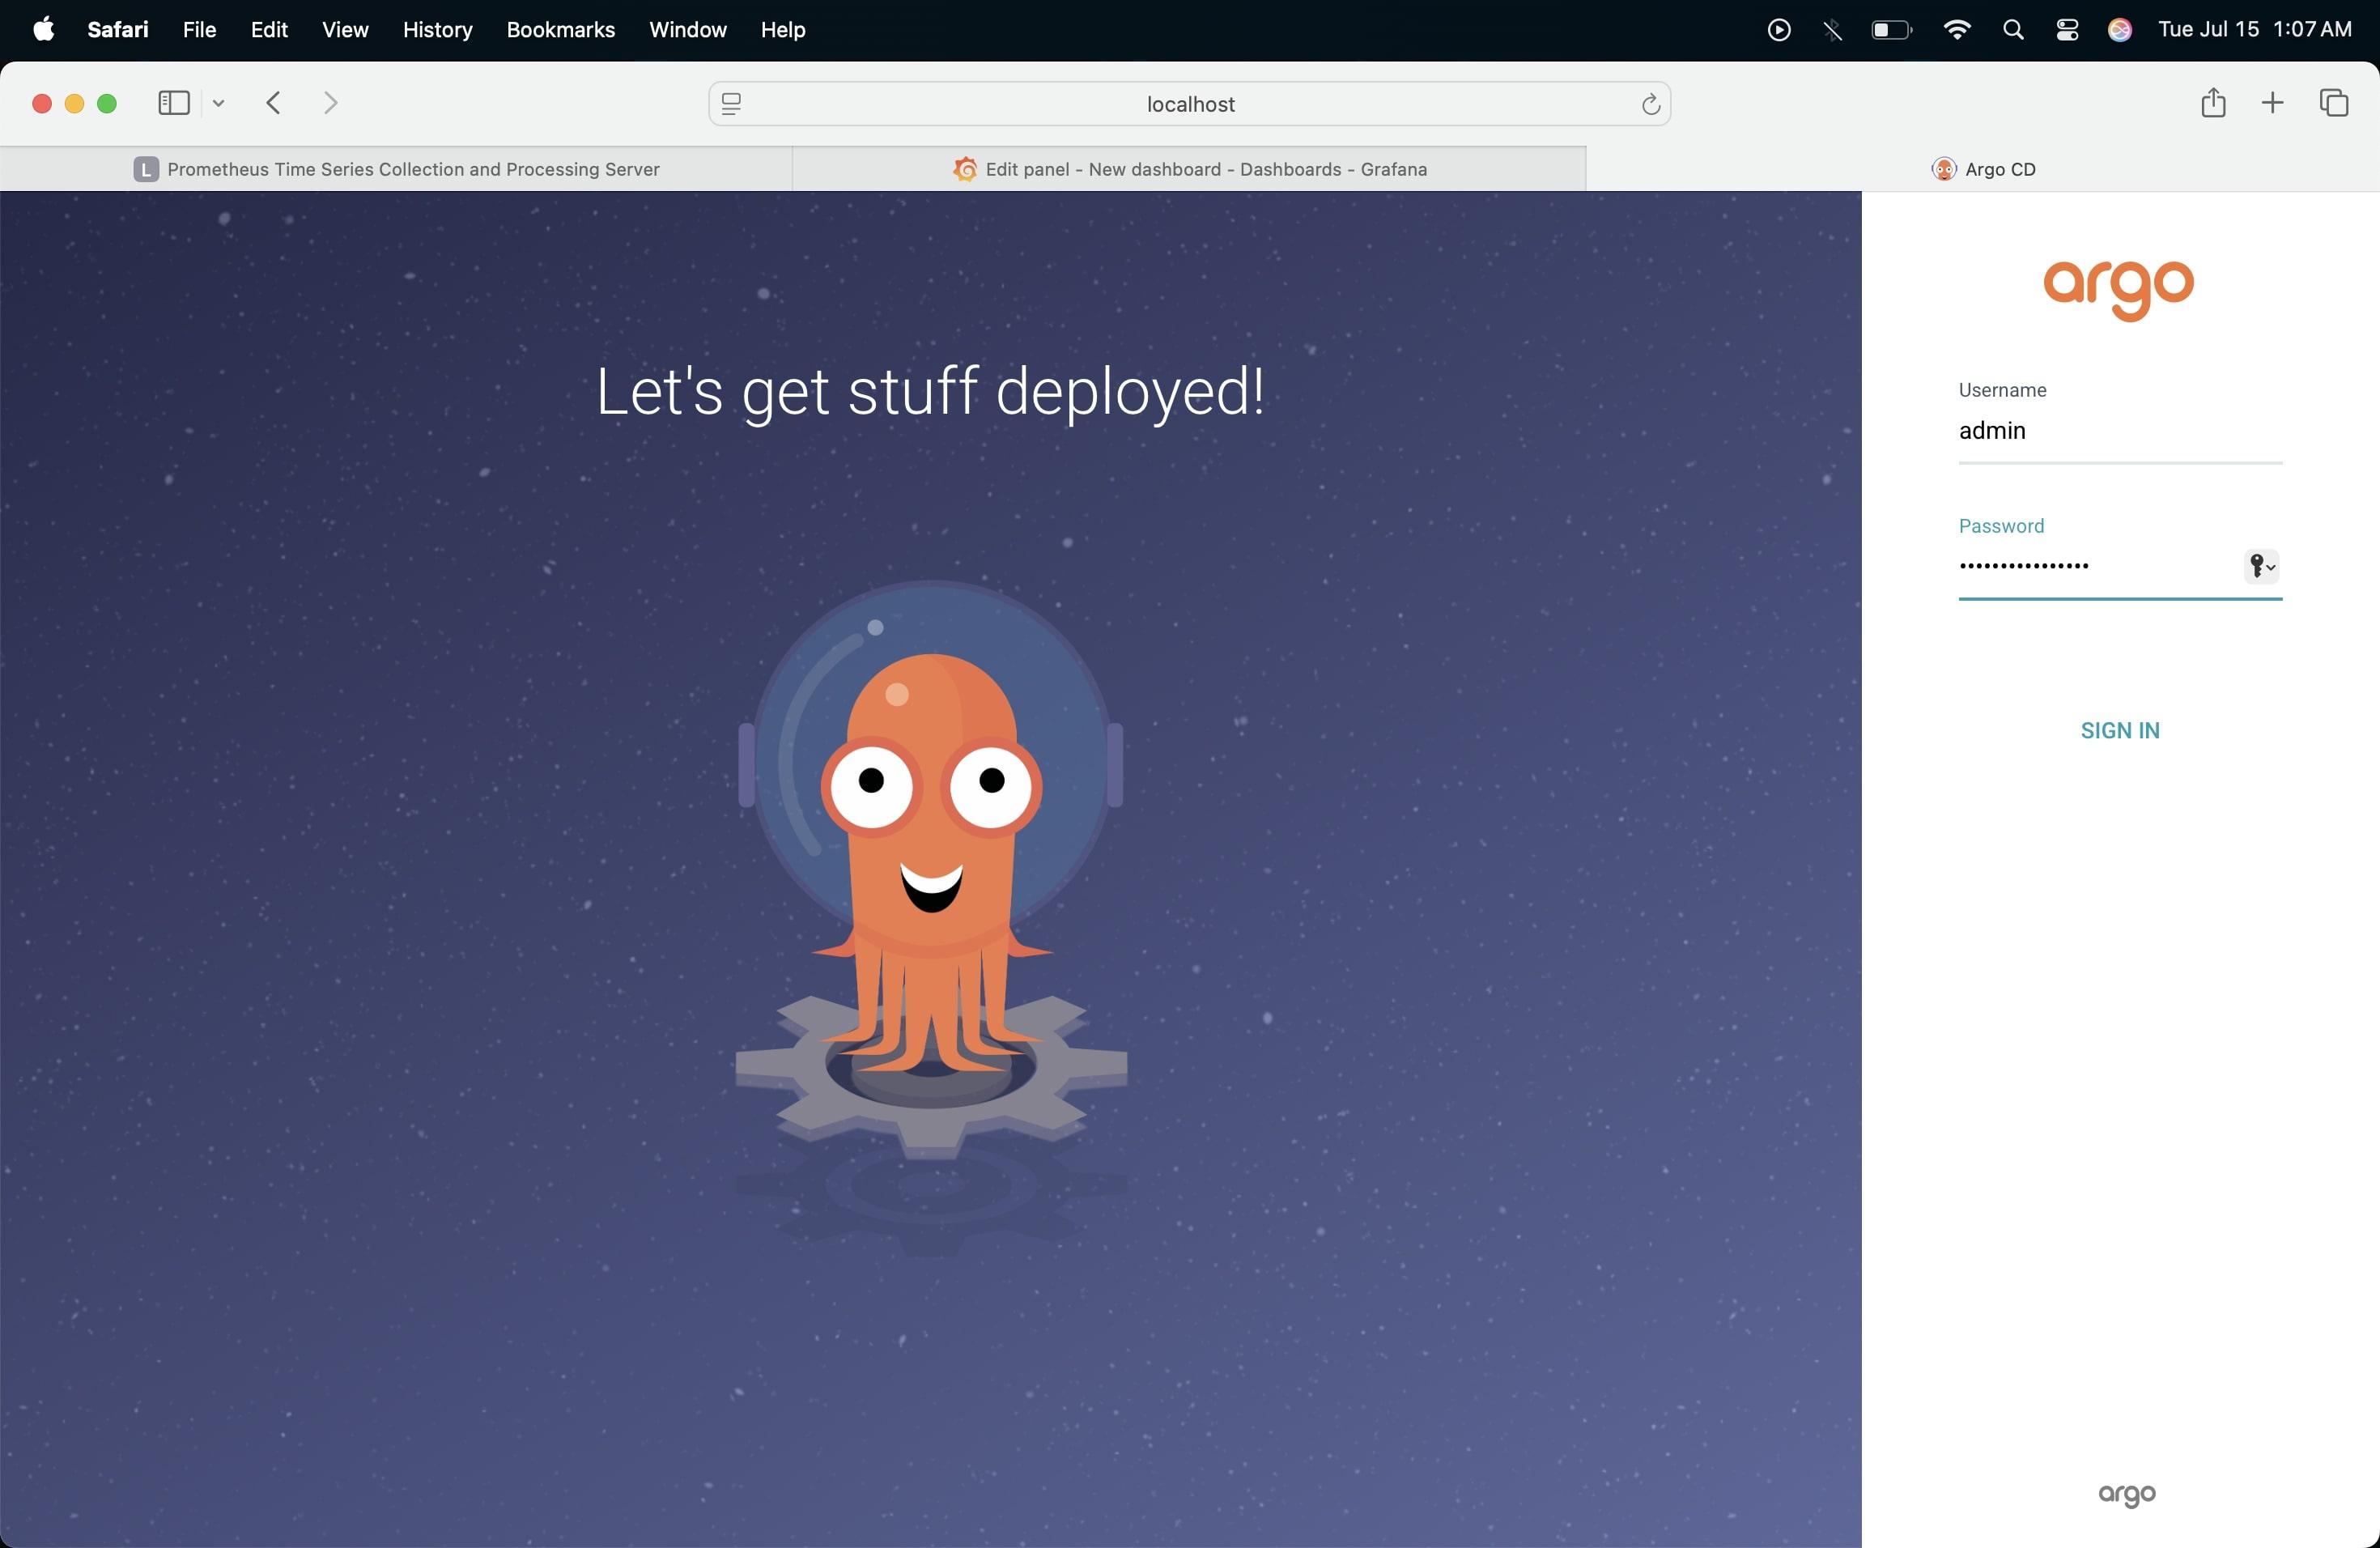 Safari File Edit View History Bookmarks Window Help Tue Jul 15 1:07 AM
localhost
L Prometheus Time Series Collection and Processing Server Edit panel - New dashboard - Dashboards - Grafana Argo CD
argo
Let's get stuff deployed!
Username
admin
Password
••••••••••••••••
SIGN IN
argo